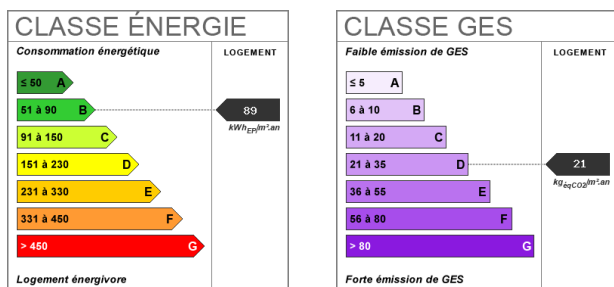 CLASSE ÉNERGIE
Consommation énergétique
LOGEMENT
≤ 50 A
51 à 90 B
89
kWhEP/m².an
91 à 150 C
151 à 230 D
231 à 330 E
331 à 450 F
> 450 G
Logement énergivore
CLASSE GES
Faible émission de GES
LOGEMENT
≤ 5 A
6 à 10 B
11 à 20 C
21 à 35 D
21
kgéqCO2/m².an
36 à 55 E
56 à 80 F
> 80 G
Forte émission de GES